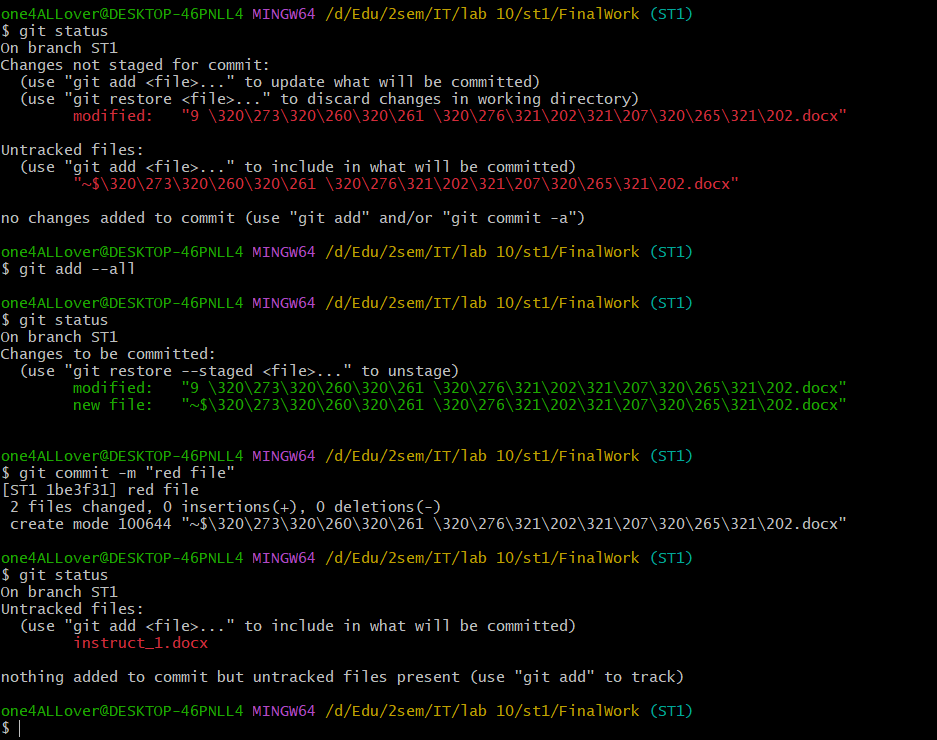 one4ALLover@DESKTOP-46PNLL4 MINGW64 /d/Edu/2sem/IT/lab 10/st1/FinalWork (ST1)
$ git status
On branch ST1
Changes not staged for commit:
  (use "git add <file>..." to update what will be committed)
  (use "git restore <file>..." to discard changes in working directory)
        modified:   "9 \320\273\320\260\320\261 \320\276\321\202\321\207\320\265\321\202.docx"

Untracked files:
  (use "git add <file>..." to include in what will be committed)
        "~$\320\273\320\260\320\261 \320\276\321\202\321\207\320\265\321\202.docx"

no changes added to commit (use "git add" and/or "git commit -a")

one4ALLover@DESKTOP-46PNLL4 MINGW64 /d/Edu/2sem/IT/lab 10/st1/FinalWork (ST1)
$ git add --all

one4ALLover@DESKTOP-46PNLL4 MINGW64 /d/Edu/2sem/IT/lab 10/st1/FinalWork (ST1)
$ git status
On branch ST1
Changes to be committed:
  (use "git restore --staged <file>..." to unstage)
        modified:   "9 \320\273\320\260\320\261 \320\276\321\202\321\207\320\265\321\202.docx"
        new file:   "~$\320\273\320\260\320\261 \320\276\321\202\321\207\320\265\321\202.docx"

one4ALLover@DESKTOP-46PNLL4 MINGW64 /d/Edu/2sem/IT/lab 10/st1/FinalWork (ST1)
$ git commit -m "red file"
[ST1 1be3f31] red file
 2 files changed, 0 insertions(+), 0 deletions(-)
 create mode 100644 "~$\320\273\320\260\320\261 \320\276\321\202\321\207\320\265\321\202.docx"

one4ALLover@DESKTOP-46PNLL4 MINGW64 /d/Edu/2sem/IT/lab 10/st1/FinalWork (ST1)
$ git status
On branch ST1
Untracked files:
  (use "git add <file>..." to include in what will be committed)
        instruct_1.docx

nothing added to commit but untracked files present (use "git add" to track)

one4ALLover@DESKTOP-46PNLL4 MINGW64 /d/Edu/2sem/IT/lab 10/st1/FinalWork (ST1)
$